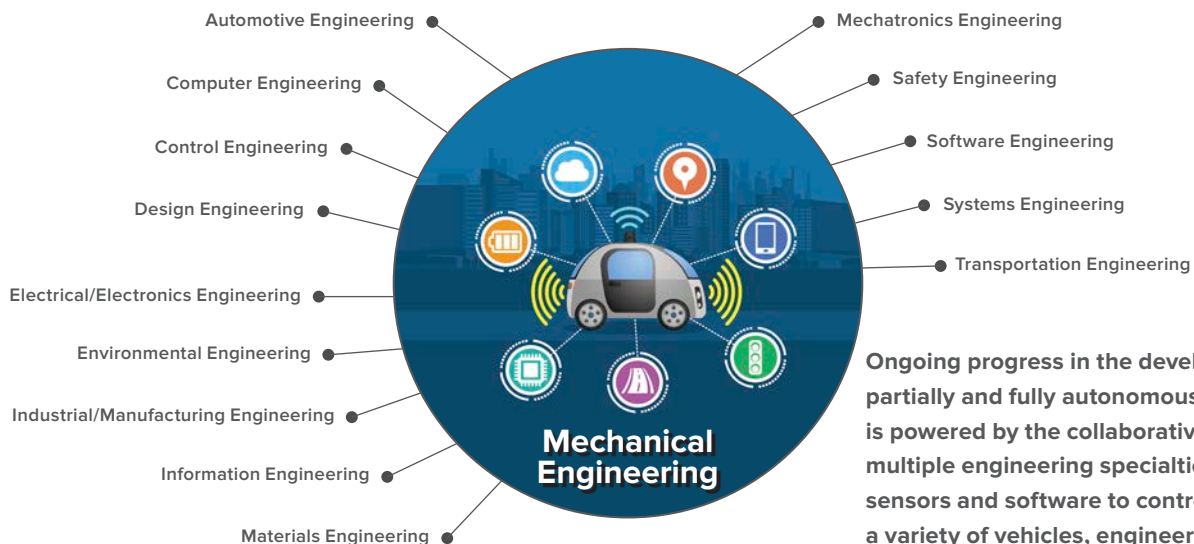 Automotive Engineering
Computer Engineering
Control Engineering
Design Engineering
Electrical/Electronics Engineering
Environmental Engineering
Industrial/Manufacturing Engineering
Information Engineering
Materials Engineering
Mechanical
Engineering
Mechatronics Engineering
Safety Engineering
Software Engineering
Systems Engineering
Transportation Engineering
Ongoing progress in the devel
partially and fully autonomous
is powered by the collaborativ
multiple engineering specialtie
sensors and software to contro
a variety of vehicles, engineer